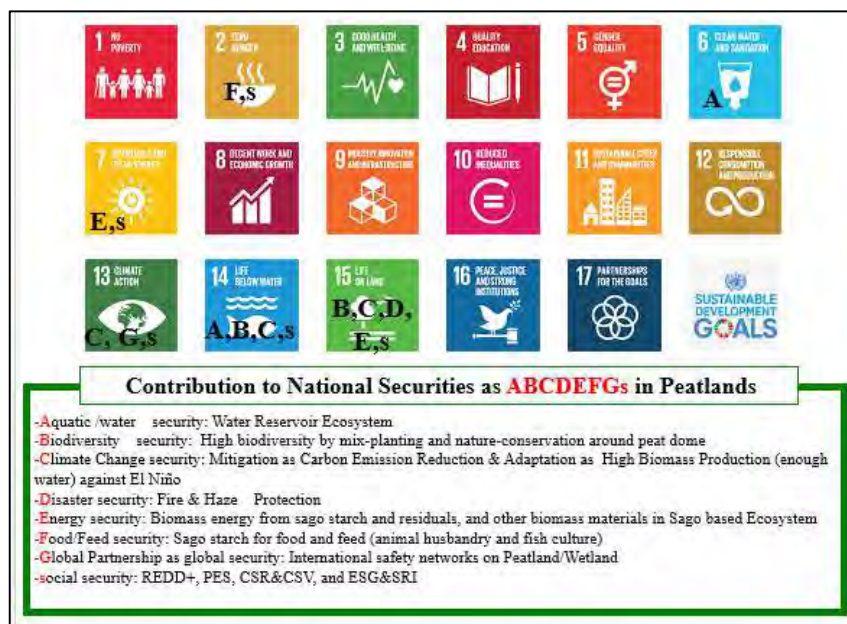 1 NO POVERTY
2 ZERO HUNGER
F,s
3 GOOD HEALTH AND WELL-BEING
4 QUALITY EDUCATION
5 GENDER EQUALITY
6 CLEAN WATER AND SANITATION
A
7 AFFORDABLE AND CLEAN ENERGY
E,s
8 DECENT WORK AND ECONOMIC GROWTH
9 INDUSTRY, INNOVATION AND INFRASTRUCTURE
10 REDUCED INEQUALITIES
11 SUSTAINABLE CITIES AND COMMUNITIES
12 RESPONSIBLE CONSUMPTION AND PRODUCTION
13 CLIMATE ACTION
C, G,s
14 LIFE BELOW WATER
A,B,C,s
15 LIFE ON LAND
B,C,D,
E,s
16 PEACE, JUSTICE AND STRONG INSTITUTIONS
17 PARTNERSHIPS FOR THE GOALS
SUSTAINABLE
DEVELOPMENT
GOALS
Contribution to National Securities as ABCDEFGs in Peatlands
-Aquatic /water security: Water Reservoir Ecosystem
-Biodiversity security: High biodiversity by mix-planting and nature-conservation around peat dome
-Climate Change security: Mitigation as Carbon Emission Reduction & Adaptation as High Biomass Production (enough
water) against El Niño
-Disaster security: Fire & Haze Protection
-Energy security: Biomass energy from sago starch and residuals, and other biomass materials in Sago based Ecosystem
-Food/Feed security: Sago starch for food and feed (animal husbandry and fish culture)
-Global Partnership as global security: International safety networks on Peatland/Wetland
-social security: REDD+, PES, CSR&CSV, and ESG&SRI